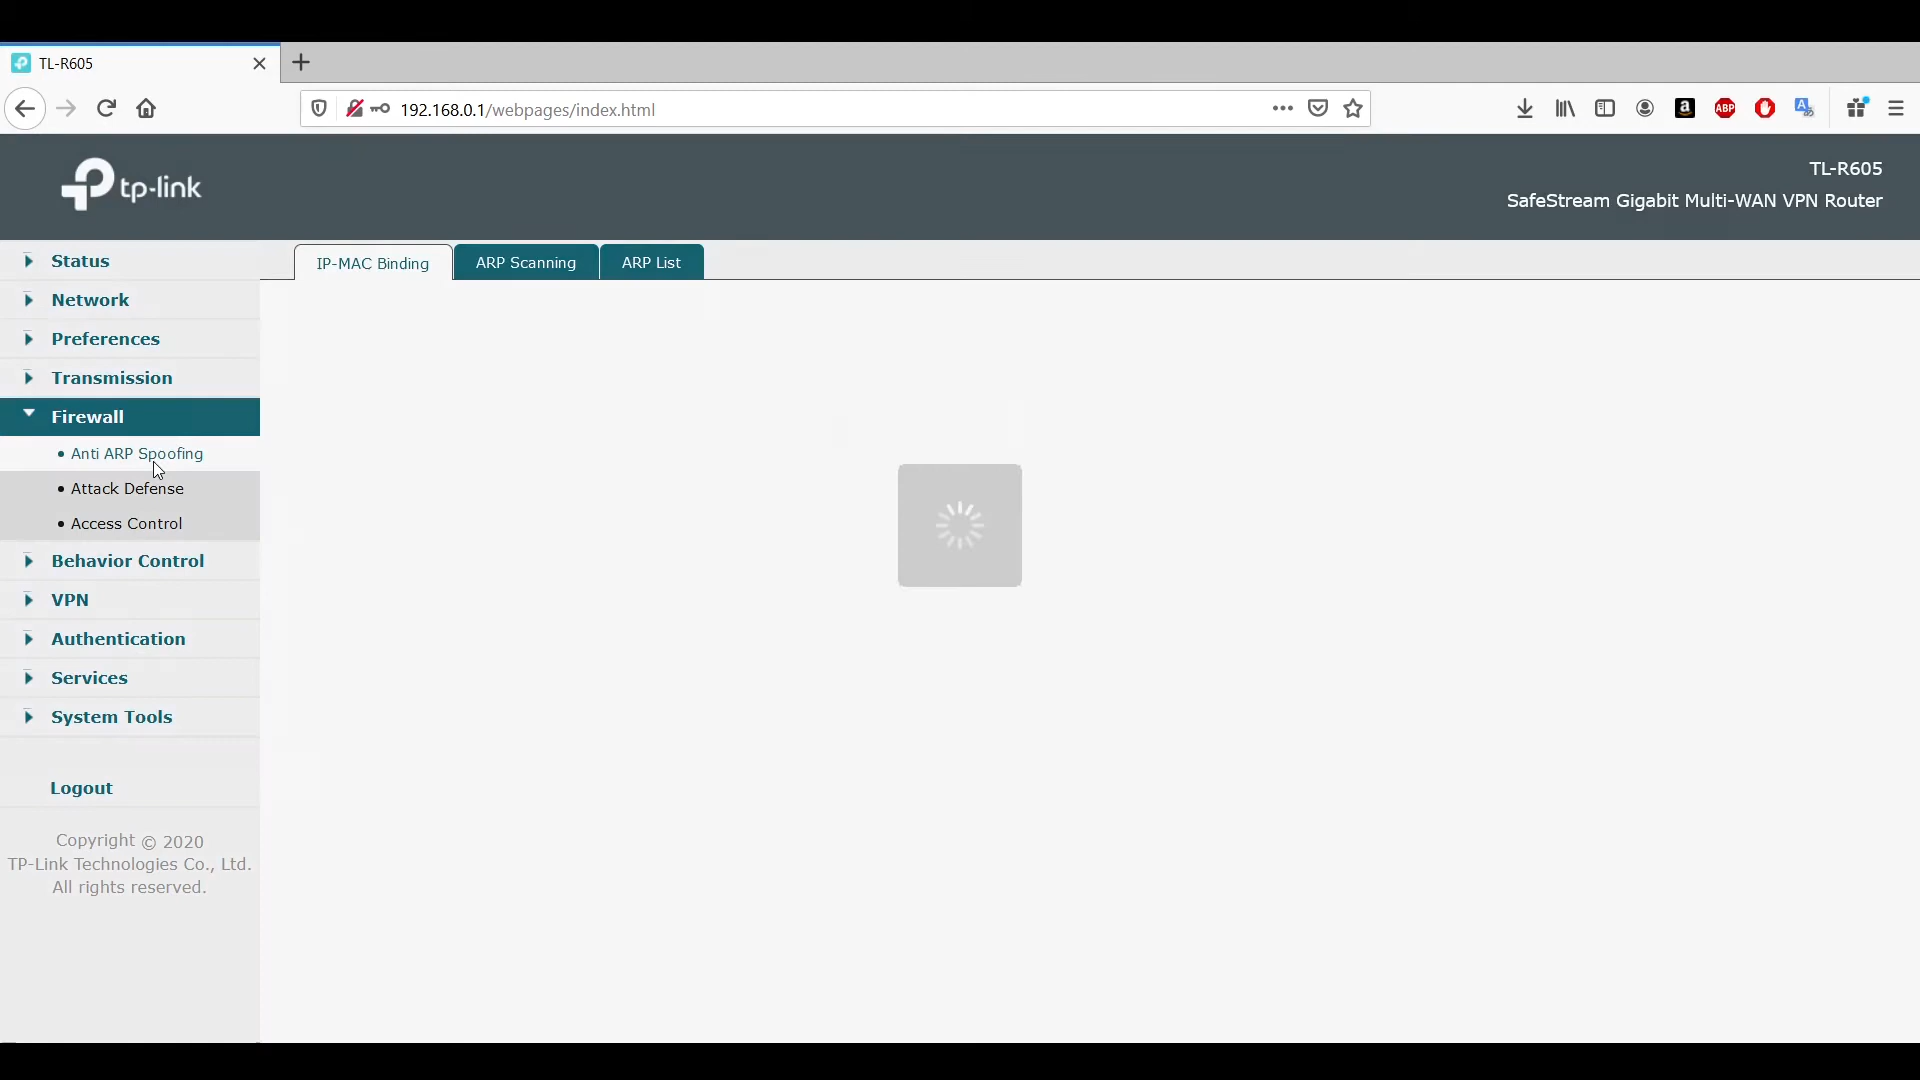 TL-R605
192.168.0.1/webpages/index.html
a
ABP
A
tp-link
TL-R605
SafeStream Gigabit Multi-WAN VPN Router
Status
Network
Preferences
Transmission
Firewall
Anti ARP Spoofing
Attack Defense
Access Control
Behavior Control
VPN
Authentication
Services
System Tools
Logout
Copyright © 2020
TP-Link Technologies Co., Ltd.
All rights reserved.
IP-MAC Binding
ARP Scanning
ARP List